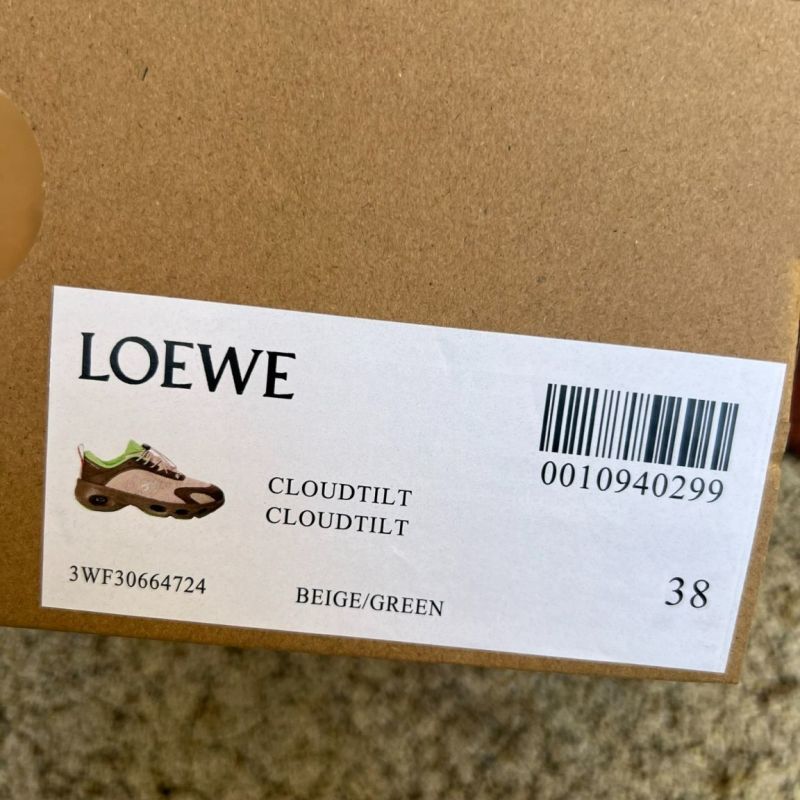 LOEWE
0010940299
CLOUDTILT
CLOUDTILT
3WF30664724
BEIGE/GREEN
38